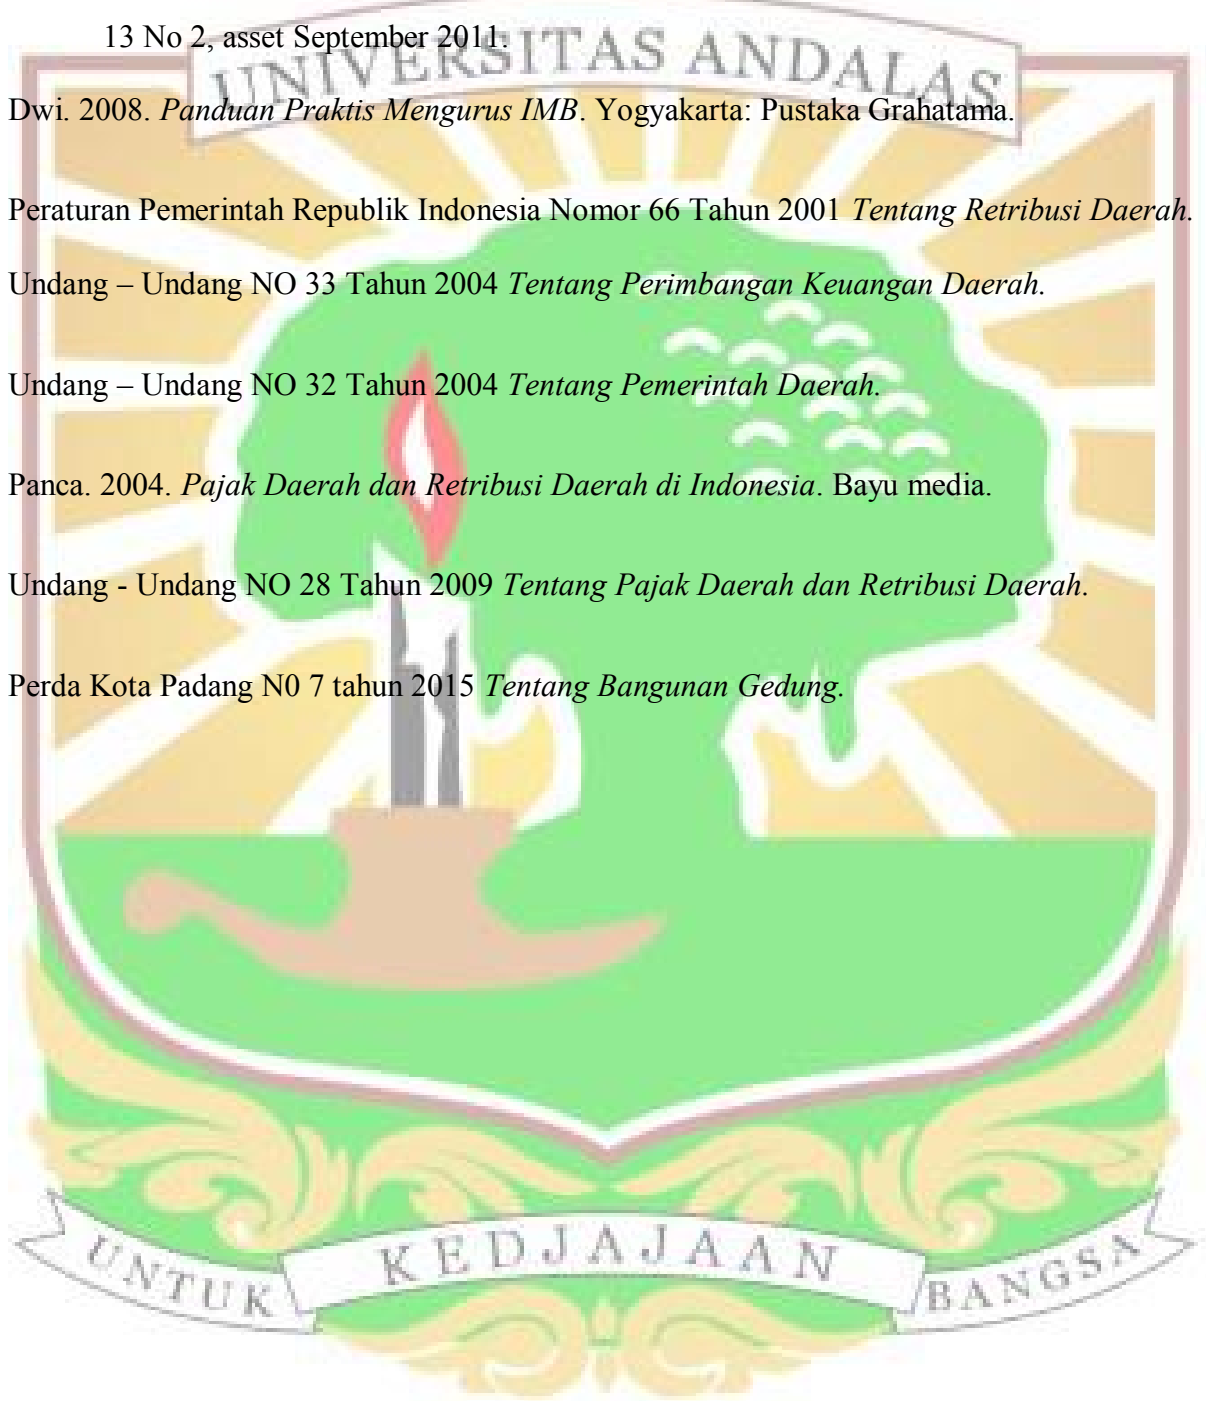 13 No 2, asset September 2011.
UNIVERSITAS ANDALAS
Dwi. 2008. Panduan Praktis Mengurus IMB. Yogyakarta: Pustaka Grahatama.
Peraturan Pemerintah Republik Indonesia Nomor 66 Tahun 2001 Tentang Retribusi Daerah.
Undang – Undang NO 33 Tahun 2004 Tentang Perimbangan Keuangan Daerah.
Undang – Undang NO 32 Tahun 2004 Tentang Pemerintah Daerah.
Panca. 2004. Pajak Daerah dan Retribusi Daerah di Indonesia. Bayu media.
Undang - Undang NO 28 Tahun 2009 Tentang Pajak Daerah dan Retribusi Daerah.
Perda Kota Padang N0 7 tahun 2015 Tentang Bangunan Gedung.
UNTUK KEDJAJAAN BANGSA